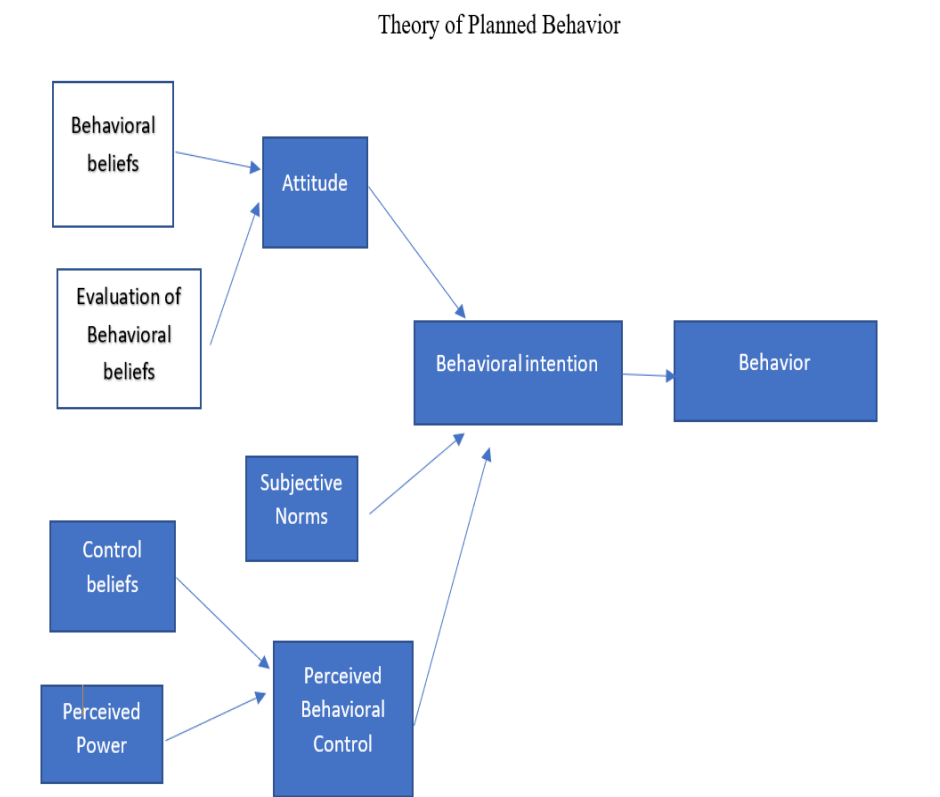 Theory of Planned Behavior
Behavioral
beliefs
Attitude
Evaluation of
Behavioral
beliefs
Behavioral intention
Behavior
Subjective
Norms
Control
beliefs
Perceived
Behavioral
Control
Perceived
Power